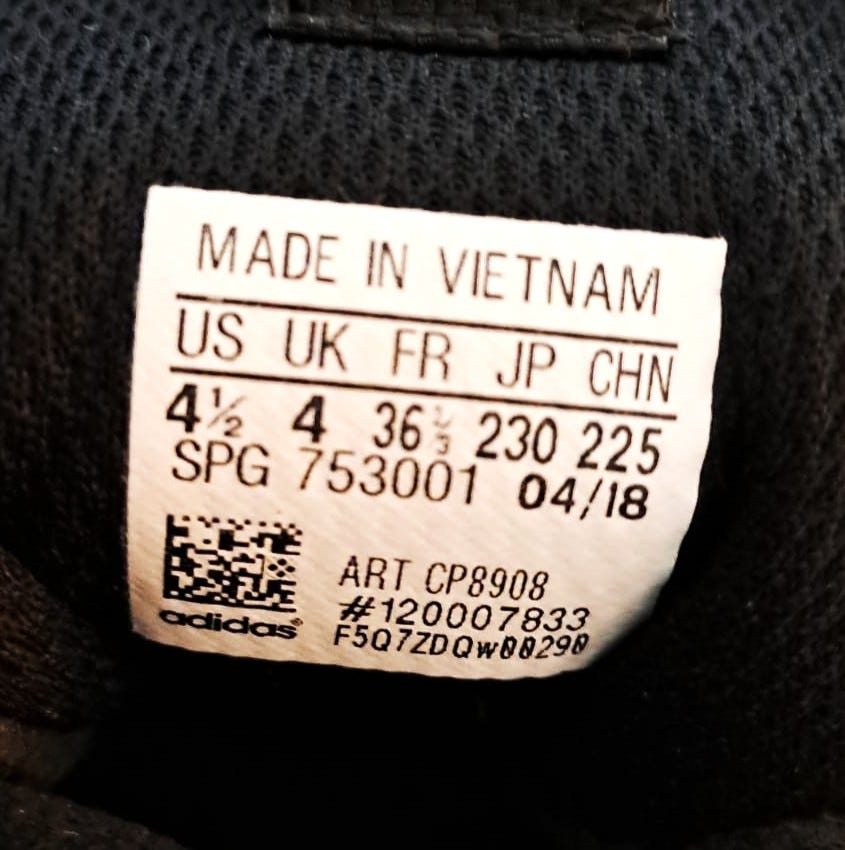 MADE IN VIETNAM
US UK FR JP CHN
4½ 4 36⅔ 230 225
SPG 753001 04/18
ART CP8908
#120007833
adidas®
F5Q7ZDQw00290